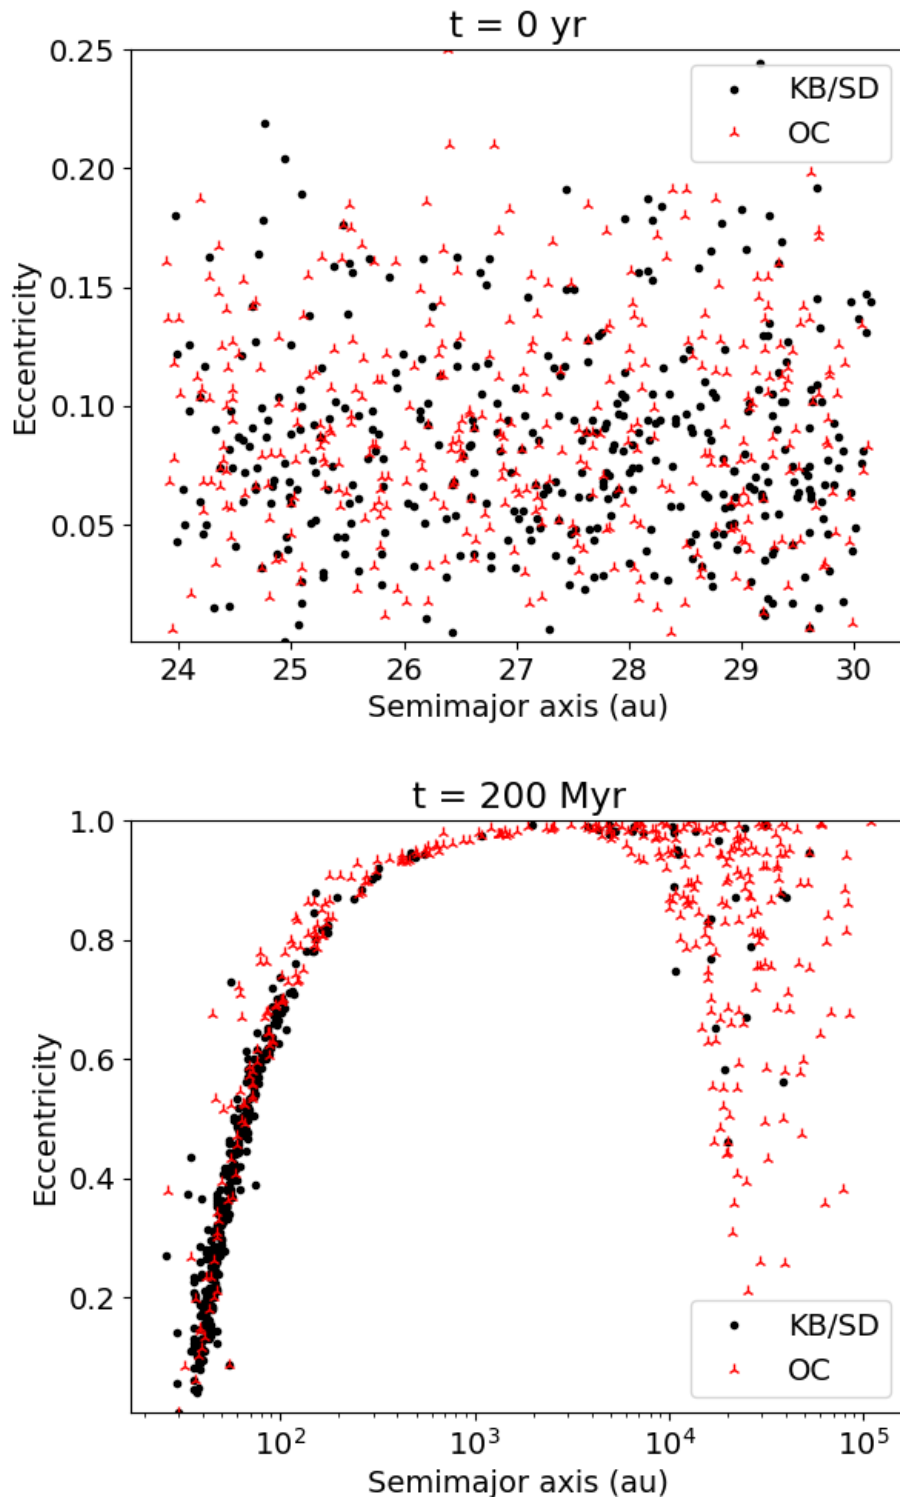 t = 0 yr
0.25
0.20
0.15
0.10
0.05
Eccentricity
KB/SD
OC
24 25 26 27 28 29 30
Semimajor axis (au)
t = 200 Myr
1.0
0.8
0.6
0.4
0.2
Eccentricity
KB/SD
OC
10² 10³ 10⁴ 10⁵
Semimajor axis (au)